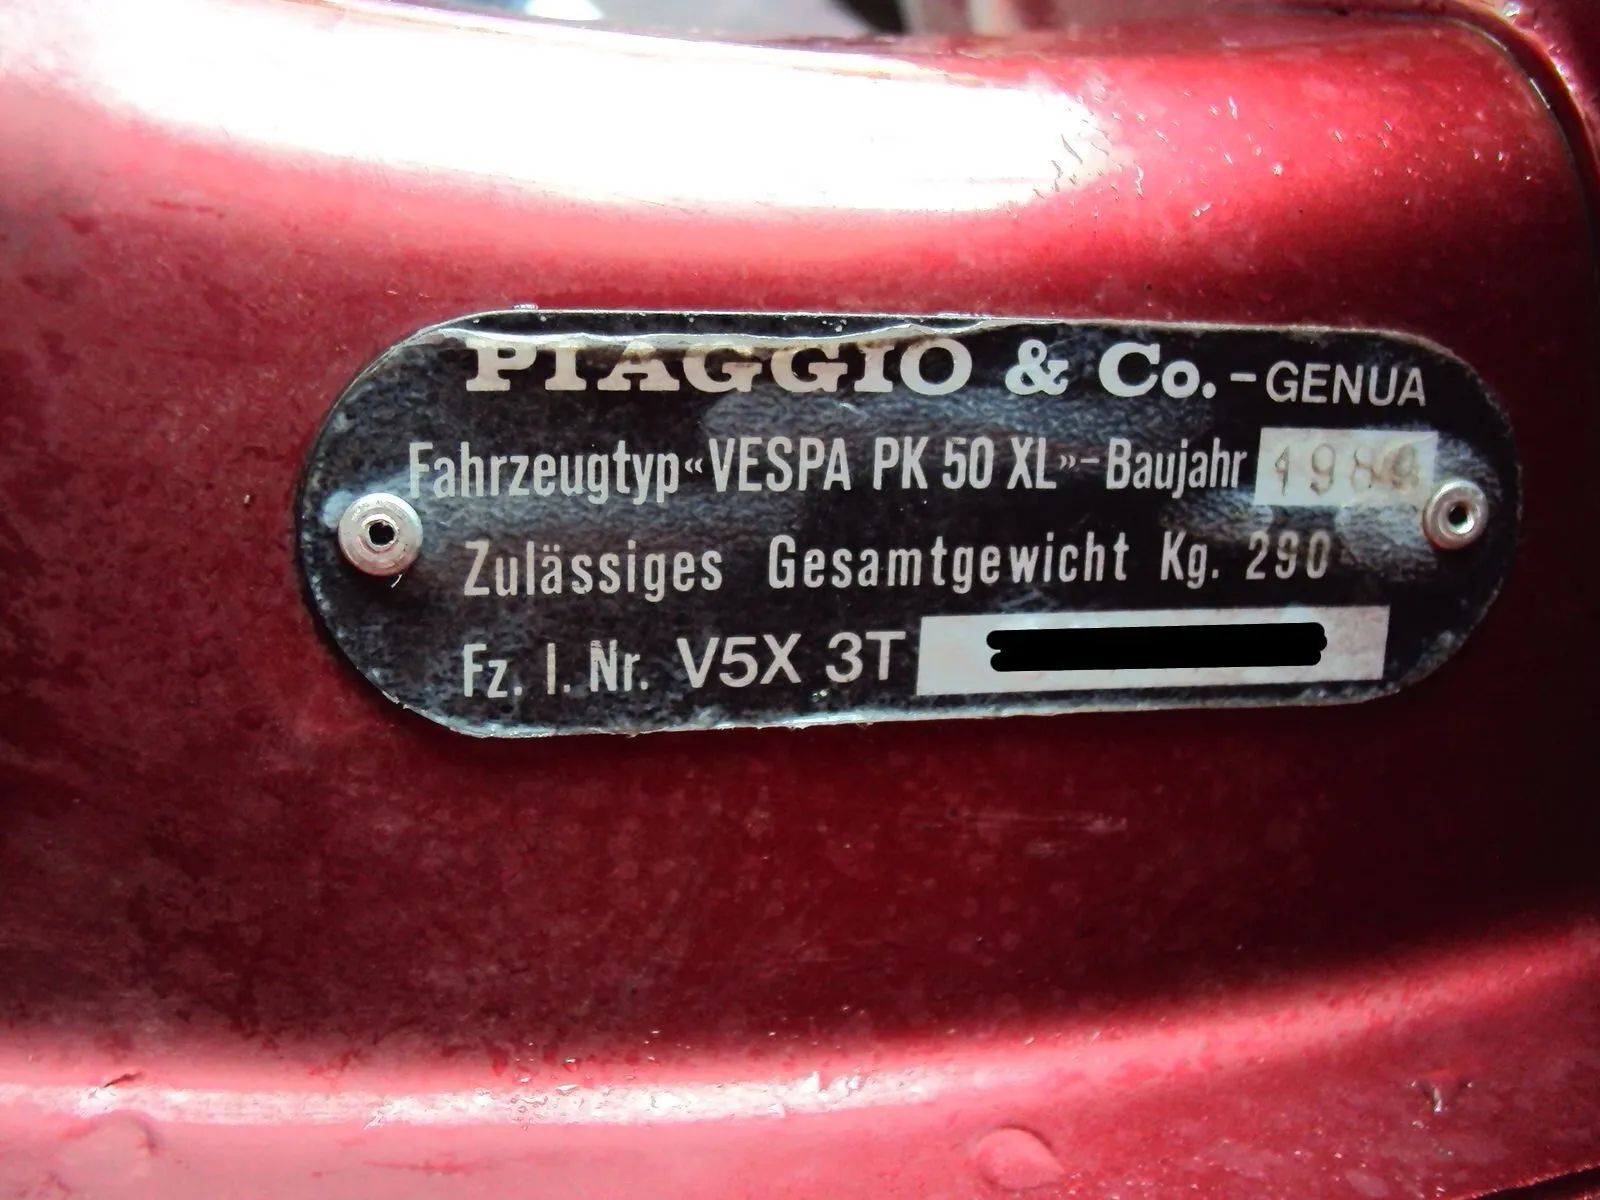 PIAGGIO & Co. - GENUA
Fahrzeugtyp «VESPA PK 50 XL» - Baujahr
Zulässiges Gesamtgewicht Kg. 290
Fz. I. Nr. V5X 3T